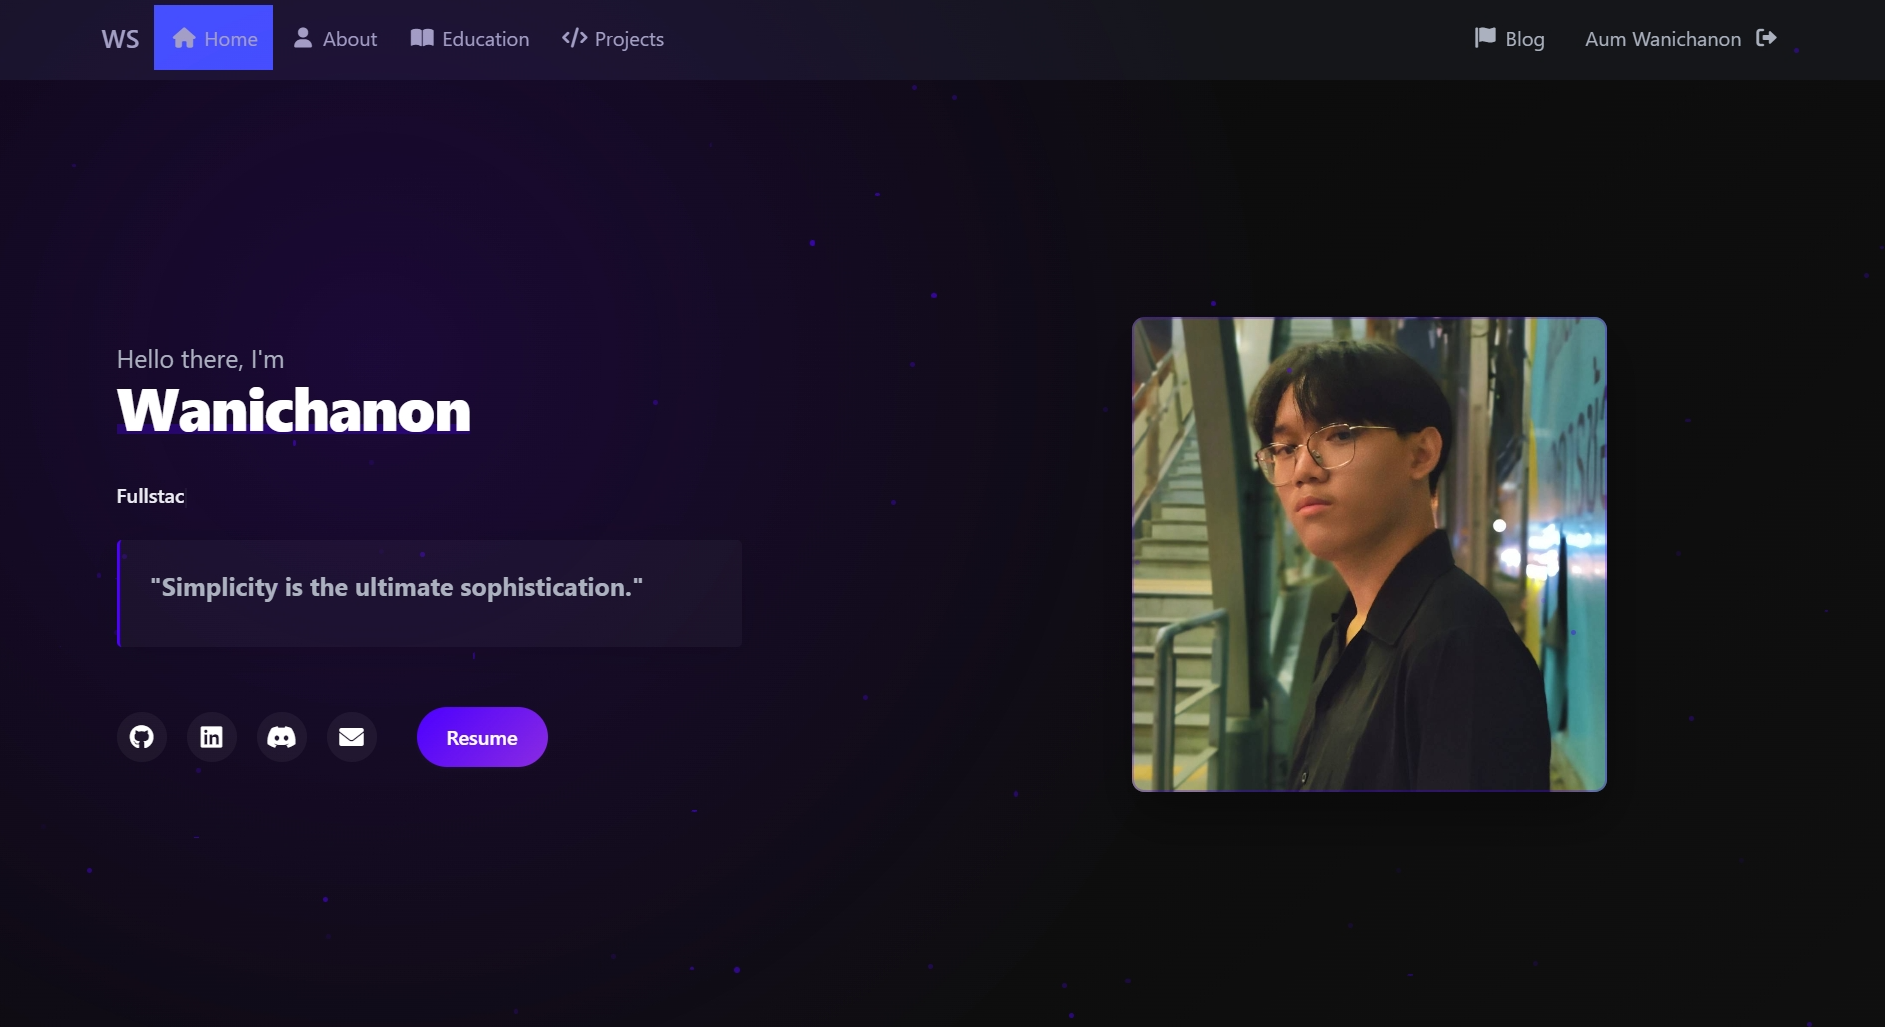 WS Home About Education Projects Blog Aum Wanichanon
Hello there, I'm
Wanichanon
Fullstac
"Simplicity is the ultimate sophistication."
Resume